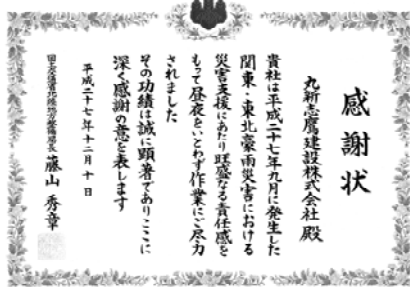 感謝状
丸新志鷹建設株式会社 殿
貴社は平成二十七年九月に発生した
関東・東北豪雨災害における
災害支援にあたり旺盛なる責任感を
もって昼夜をいとわず作業にご尽力
されました
その功績は誠に顕著でありここに
深く感謝の意を表します
平成二十七年十二月十日
国土交通省北陸地方整備局長 藤山 秀章